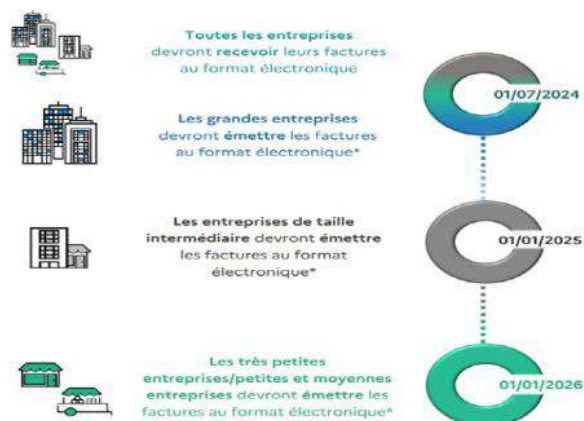 Toutes les entreprises
devront recevoir leurs factures
au format électronique
01/07/2024
Les grandes entreprises
devront émettre les factures
au format électronique*
Les entreprises de taille
intermédiaire devront émettre
les factures au format
électronique*
01/01/2025
Les très petites
entreprises/petites et moyennes
entreprises devront émettre les
factures au format électronique*
01/01/2026